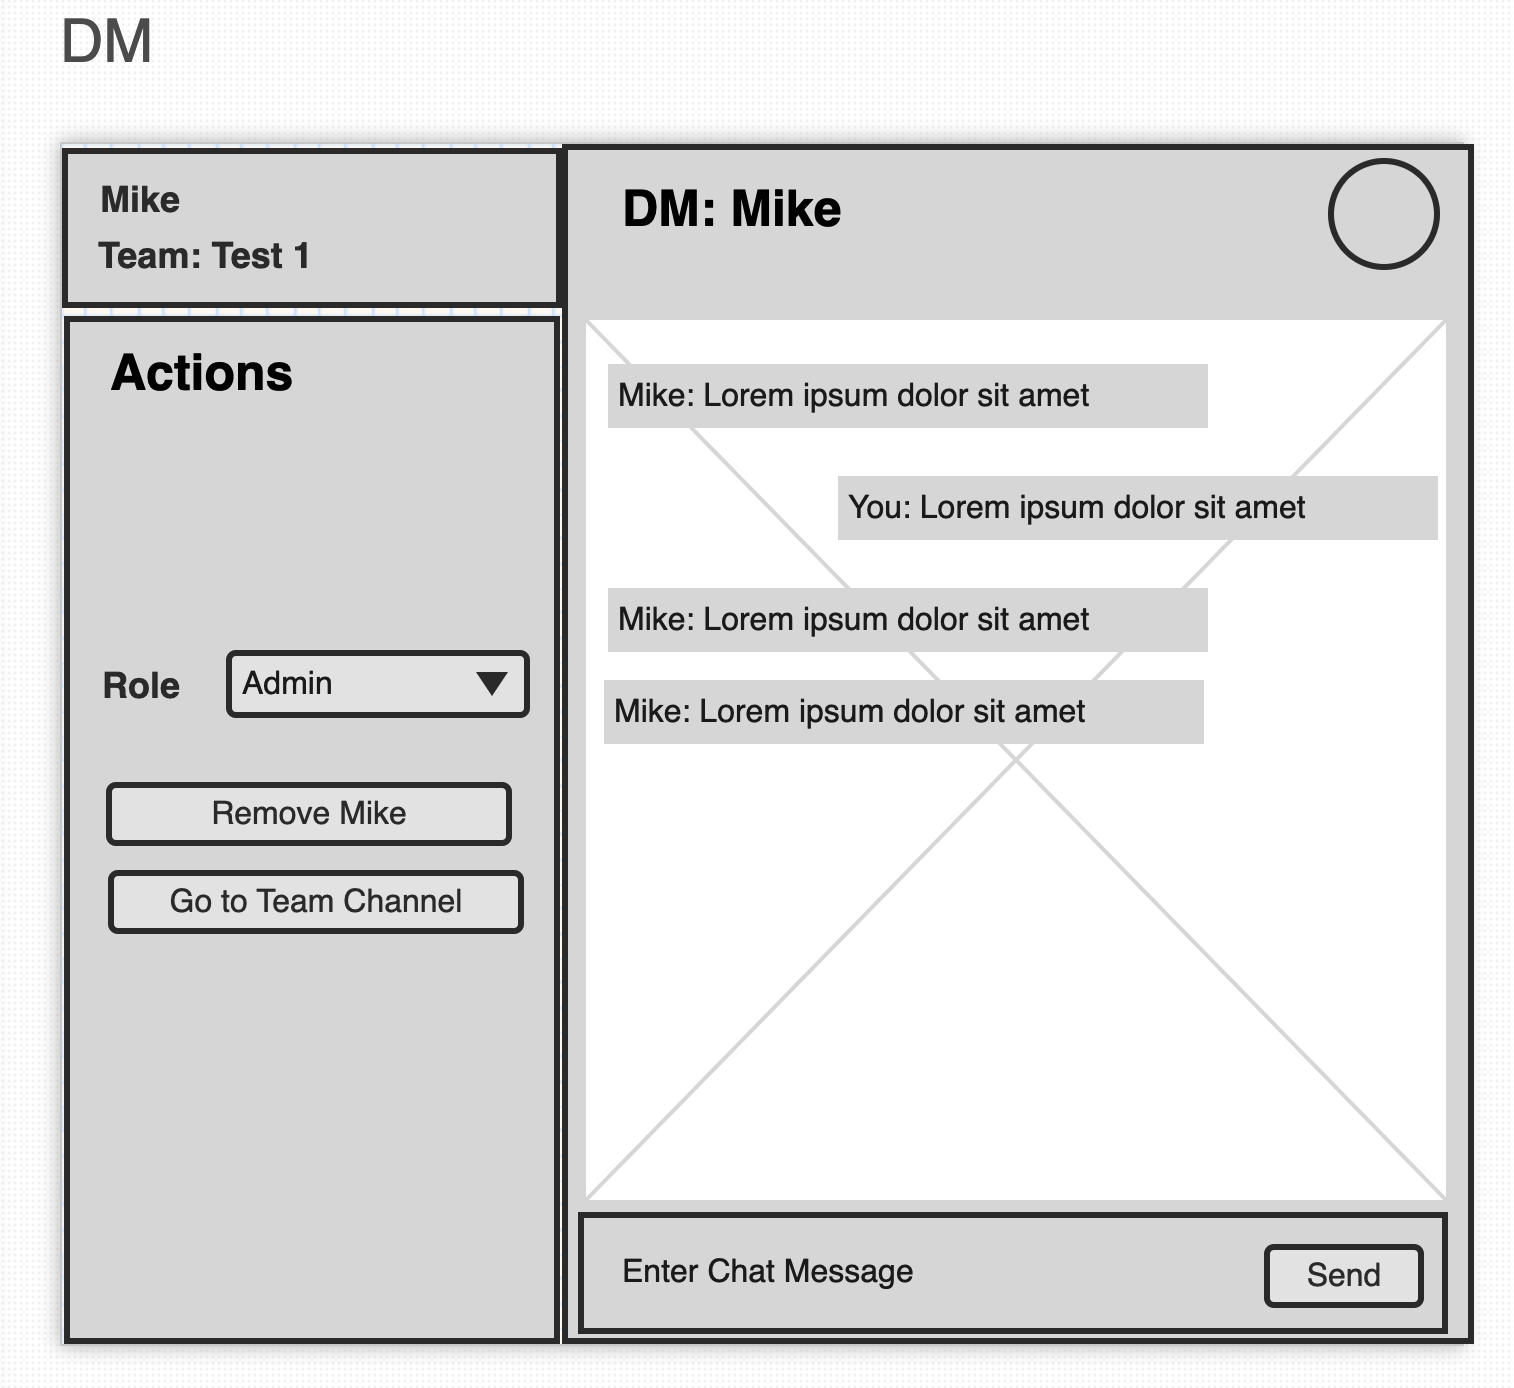 DM
Mike
Team: Test 1
Actions
Role
Admin
Remove Mike
Go to Team Channel
DM: Mike
Mike: Lorem ipsum dolor sit amet
You: Lorem ipsum dolor sit amet
Mike: Lorem ipsum dolor sit amet
Mike: Lorem ipsum dolor sit amet
Enter Chat Message
Send